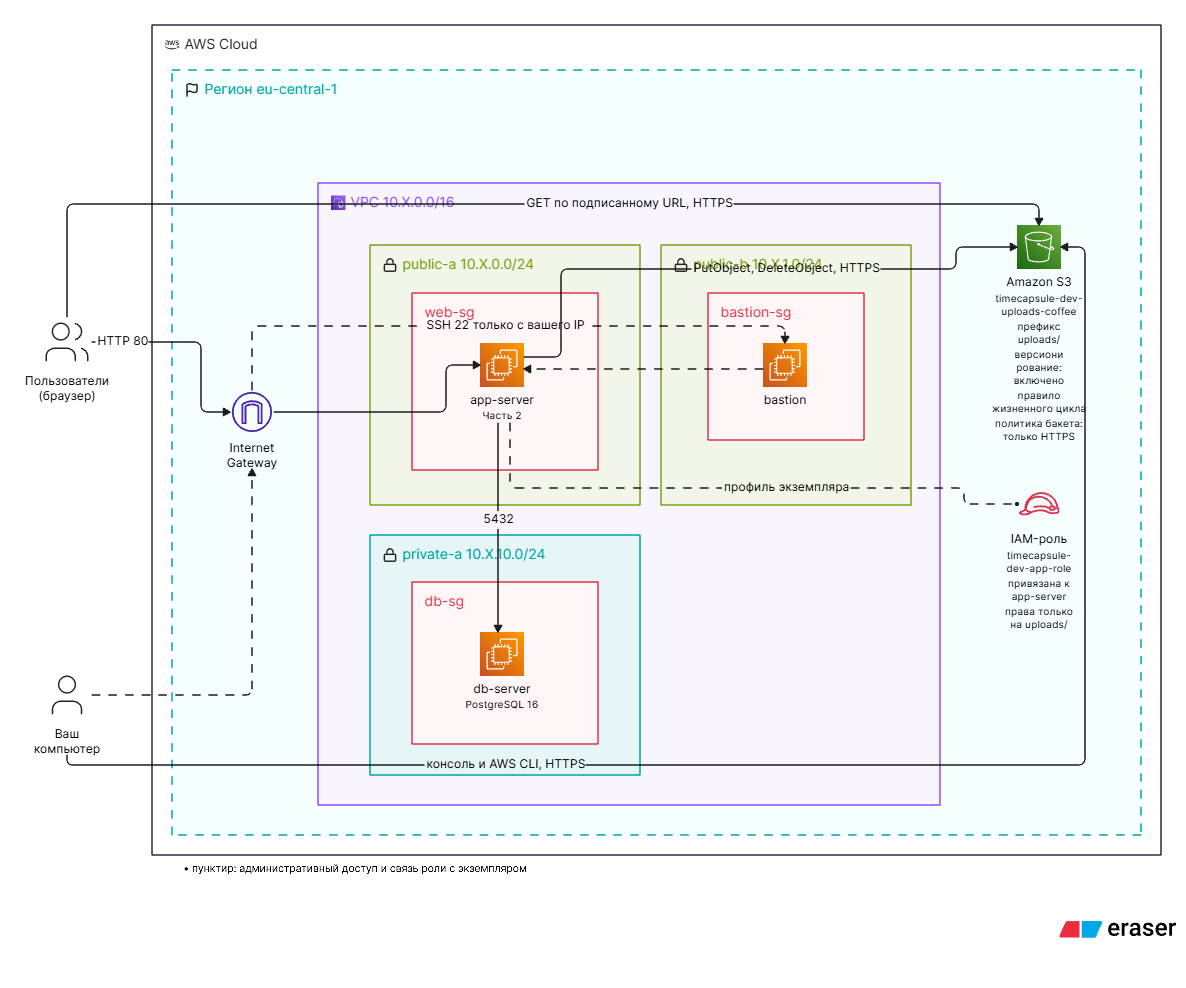 AWS Cloud
Регион eu-central-1
VPC 10.X.0.0/16
GET по подписанному URL, HTTPS
public-a 10.X.0.0/24
public-b 10.X.1.0/24
PutObject, DeleteObject, HTTPS
Amazon S3
timecapsule-dev-
uploads-coffee
префикс
uploads/
версиони
рование:
включено
правило
жизненного цикла
политика бакета:
только HTTPS
web-sg
bastion-sg
SSH 22 только с вашего IP
HTTP 80
Пользователи
(браузер)
app-server
Часть 2
bastion
Internet
Gateway
профиль экземпляра
5432
IAM-роль
timecapsule-
dev-app-role
привязана к
app-server
права только
на uploads/
private-a 10.X.10.0/24
db-sg
db-server
PostgreSQL 16
Ваш
компьютер
консоль и AWS CLI, HTTPS
• пунктир: административный доступ и связь роли с экземпляром
eraser